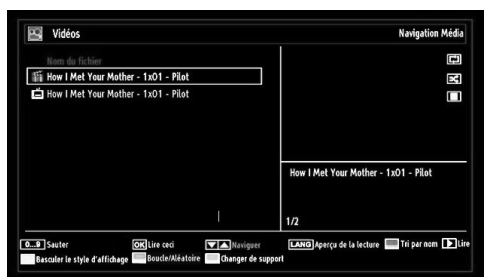 Vidéos
Navigation Média
Nom du fichier
How I Met Your Mother - 1x01 - Pilot
How I Met Your Mother - 1x01 - Pilot
How I Met Your Mother - 1x01 - Pilot
1/2
0...9 Sauter OK Lire ceci Naviguer LANG Aperçu de la lecture Tri par nom Lire
Basculer le style d'affichage Boucle/Aléatoire Changer de support